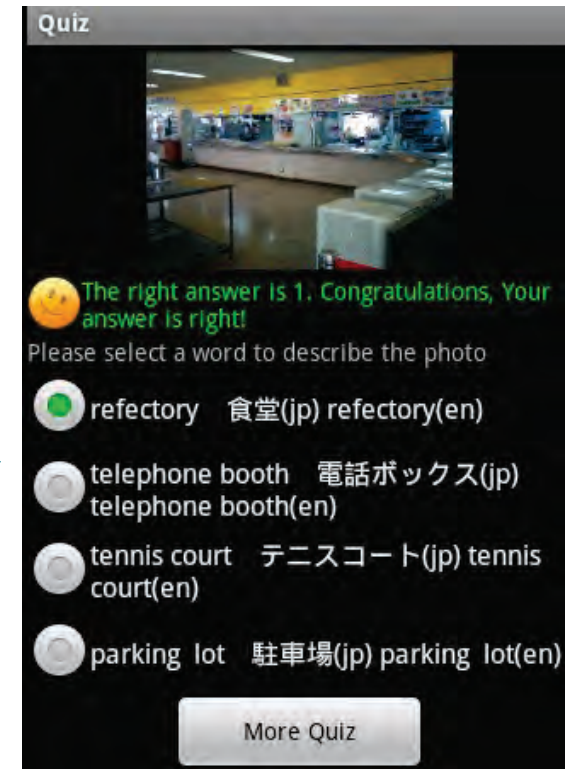 Quiz
The right answer is 1. Congratulations, Your
answer is right!
Please select a word to describe the photo
refectory 食堂(jp) refectory(en)
telephone booth 電話ボックス(jp)
telephone booth(en)
tennis court テニスコート(jp) tennis
court(en)
parking lot 駐車場(jp) parking lot(en)
More Quiz